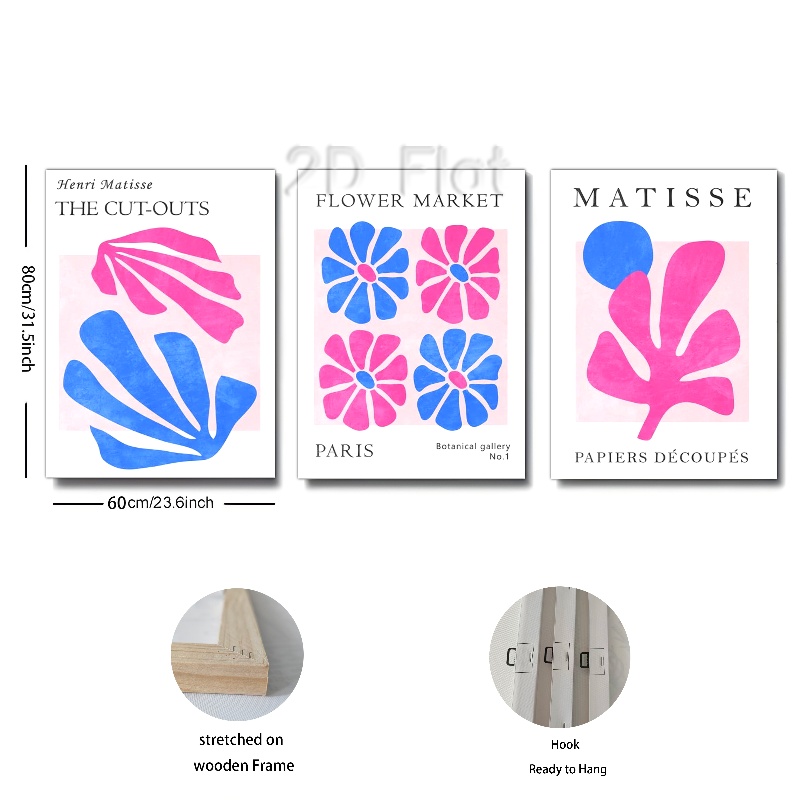 2D Flat
Henri Matisse
THE CUT-OUTS
FLOWER MARKET
PARIS
Botanical gallery
No.1
MATISSE
PAPIERS DÉCOUPÉS
80cm/31.5inch
60cm/23.6inch
stretched on
wooden Frame
Hook
Ready to Hang